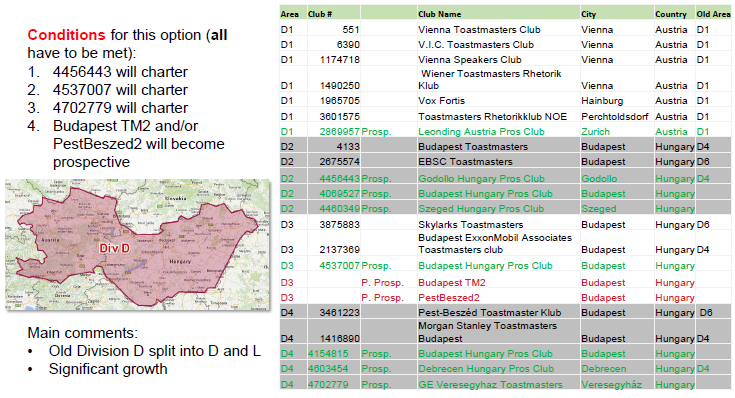 Conditions for this option (all
have to be met):
1. 4456443 will charter
2. 4537007 will charter
3. 4702779 will charter
4. Budapest TM2 and/or
PestBeszed2 will become
prospective
Slovakia
Austria
Div D
Hungary
Main comments:
• Old Division D split into D and L
• Significant growth
Area Club # Club Name City Country Old Area
D1 551 Vienna Toastmasters Club Vienna Austria D1
D1 6390 V.I.C. Toastmasters Club Vienna Austria D1
D1 1174718 Vienna Speakers Club Vienna Austria D1
Wiener Toastmasters Rhetorik
D1 1490250 Klub Vienna Austria D1
D1 1965705 Vox Fortis Hainburg Austria D1
D1 3601575 Toastmasters Rhetorikklub NOE Perchtoldsdorf Austria D1
D1 2869957 Prosp. Leonding Austria Pros Club Zurich Austria D1
D2 4133 Budapest Toastmasters Budapest Hungary D4
D2 2675574 EBSC Toastmasters Budapest Hungary D6
D2 4456443 Prosp. Godollo Hungary Pros Club Godollo Hungary D4
D2 4069527 Prosp. Budapest Hungary Pros Club Budapest Hungary
D2 4460349 Prosp. Szeged Hungary Pros Club Szeged Hungary
D3 3875883 Skylarks Toastmasters Budapest Hungary D6
Budapest ExxonMobil Associates
D3 2137369 Toastmasters club Budapest Hungary D4
D3 4537007 Prosp. Budapest Hungary Pros Club Budapest Hungary
D3 P. Prosp. Budapest TM2 Budapest Hungary
D3 P. Prosp. PestBeszed2 Budapest Hungary
D4 3461223 Pest-Beszéd Toastmaster Klub Budapest Hungary D6
Morgan Stanley Toastmasters
D4 1416890 Budapest Budapest Hungary D4
D4 4154815 Prosp. Budapest Hungary Pros Club Budapest Hungary
D4 4603454 Prosp. Debrecen Hungary Pros Club Debrecen Hungary D4
D4 4702779 Prosp. GE Veresegyhaz Toastmasters Veresegyház Hungary